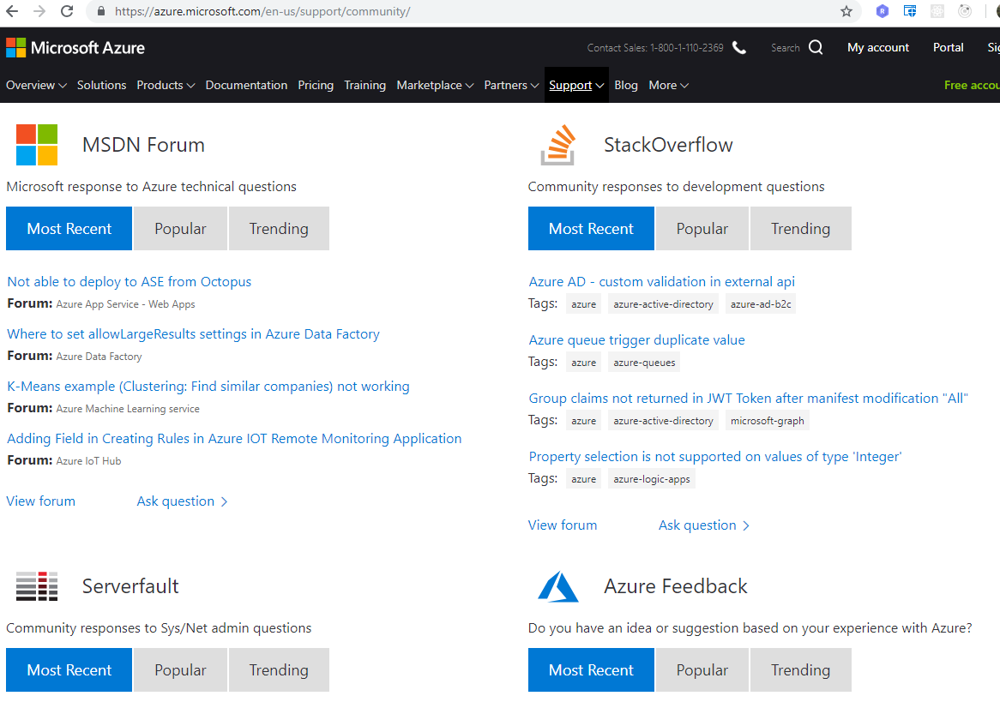 https://azure.microsoft.com/en-us/support/community/
Microsoft Azure
Contact Sales: 1-800-1-110-2369
Search
My account
Portal
Overview
Solutions
Products
Documentation
Pricing
Training
Marketplace
Partners
Support
Blog
More
MSDN Forum
Microsoft response to Azure technical questions
Most Recent
Popular
Trending
Not able to deploy to ASE from Octopus
Forum: Azure App Service - Web Apps
Where to set allowLargeResults settings in Azure Data Factory
Forum: Azure Data Factory
K-Means example (Clustering: Find similar companies) not working
Forum: Azure Machine Learning service
Adding Field in Creating Rules in Azure IOT Remote Monitoring Application
Forum: Azure IoT Hub
View forum
Ask question
StackOverflow
Community responses to development questions
Most Recent
Popular
Trending
Azure AD - custom validation in external api
Tags: azure azure-active-directory azure-ad-b2c
Azure queue trigger duplicate value
Tags: azure azure-queues
Group claims not returned in JWT Token after manifest modification "All"
Tags: azure azure-active-directory microsoft-graph
Property selection is not supported on values of type 'Integer'
Tags: azure azure-logic-apps
View forum
Ask question
Serverfault
Community responses to Sys/Net admin questions
Most Recent
Popular
Trending
Azure Feedback
Do you have an idea or suggestion based on your experience with Azure?
Most Recent
Popular
Trending